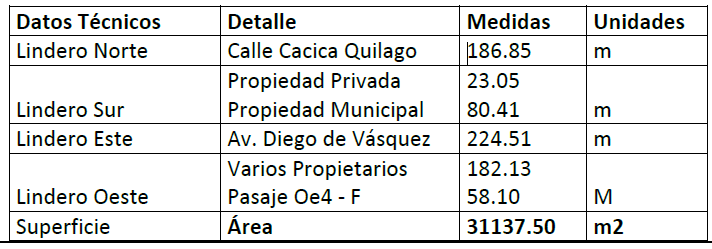 Datos Técnicos Detalle Medidas Unidades
Lindero Norte Calle Cacica Quilago 186.85 m
Propiedad Privada 23.05
Lindero Sur Propiedad Municipal 80.41 m
Lindero Este Av. Diego de Vásquez 224.51 m
Varios Propietarios 182.13
Lindero Oeste Pasaje Oe4 - F 58.10 M
Superficie Área 31137.50 m2